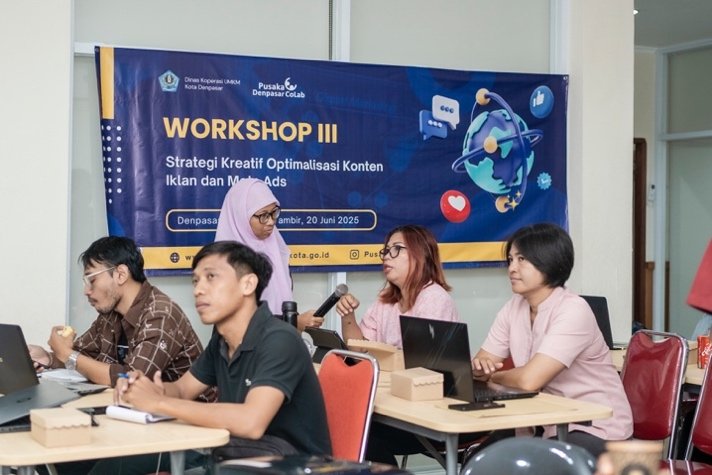 Dinas Koperasi UMKM
Kota Denpasar
Pusaka
Denpasar CoLab
WORKSHOP III
Strategi Kreatif Optimalisasi Konten
Iklan dan Ads
Denpasar 20 Juni 2025
kota.go.id